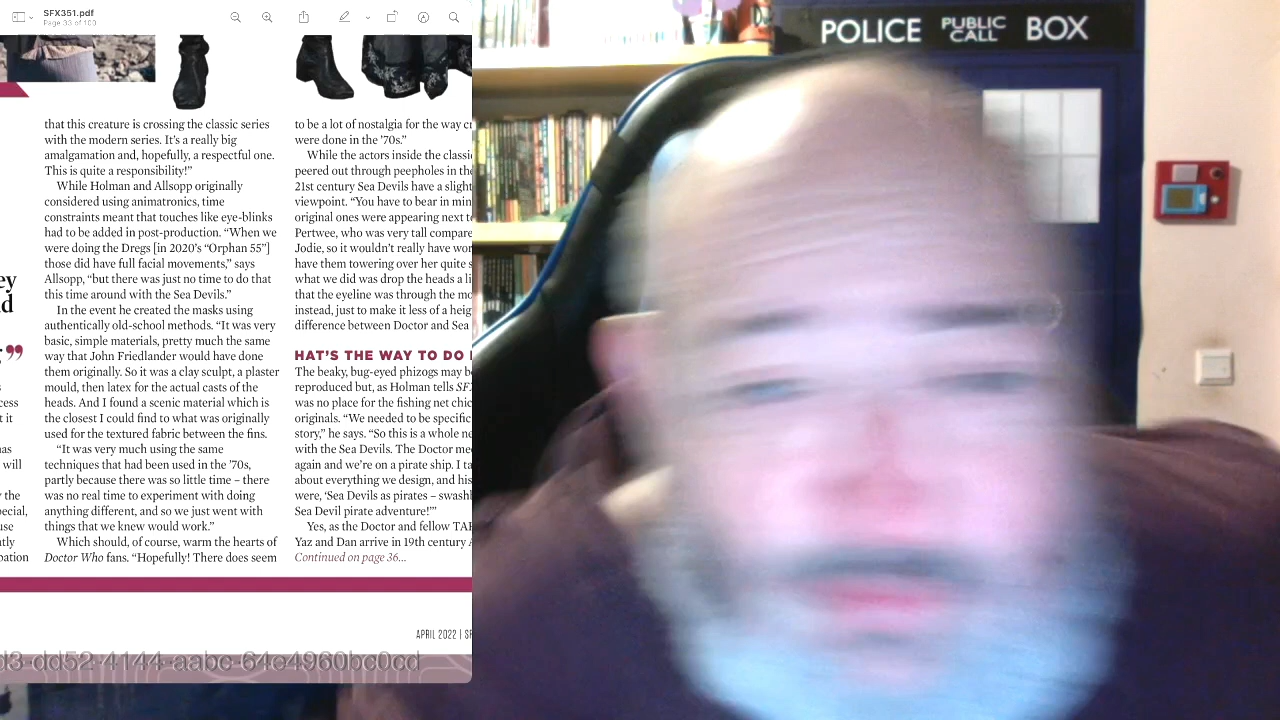 SFX351.pdf
Page 33 of 100
POLICE PUBLIC CALL BOX
that this creature is crossing the classic series
with the modern series. It's a really big
amalgamation and, hopefully, a respectful one.
This is quite a responsibility!”
While Holman and Allsopp originally
considered using animatronics, time
constraints meant that touches like eye-blinks
had to be added in post-production. “When we
were doing the Dregs [in 2020's “Orphan 55”]
those did have full facial movements,” says
Allsopp, “but there was just no time to do that
this time around with the Sea Devils.”
In the event he created the masks using
authentically old-school methods. “It was very
basic, simple materials, pretty much the same
way that John Friedlander would have done
them originally. So it was a clay sculpt, a plaster
mould, then latex for the actual casts of the
heads. And I found a scenic material which is
the closest I could find to what was originally
used for the textured fabric between the fins.
“It was very much using the same
techniques that had been used in the '70s,
partly because there was so little time – there
was no real time to experiment with doing
anything different, and so we just went with
things that we knew would work.”
Which should, of course, warm the hearts of
Doctor Who fans. “Hopefully! There does seem
to be a lot of nostalgia for the way
were done in the '70s.”
While the actors inside the
peered out through peepholes in the
21st century Sea Devils have a
viewpoint. “You have to bear in
original ones were appearing next
Pertwee, who was very tall
Jodie, so it wouldn't really have
have them towering over her quite
what we did was drop the heads a
that the eyeline was through the
instead, just to make it less of a
difference between Doctor and Sea
HAT'S THE WAY TO DO
The beaky, bug-eyed phizogs may
reproduced but, as Holman tells
was no place for the fishing net
originals. “We needed to be
story,” he says. “So this is a whole
with the Sea Devils. The Doctor
again and we're on a pirate ship. I
about everything we design, and
were, ‘Sea Devils as pirates –
Sea Devil pirate adventure!’”
Yes, as the Doctor and fellow
Yaz and Dan arrive in 19th century
Continued on page 36...
APRIL 2022 |
dd52-4144-aabc-64e4960bc0cd